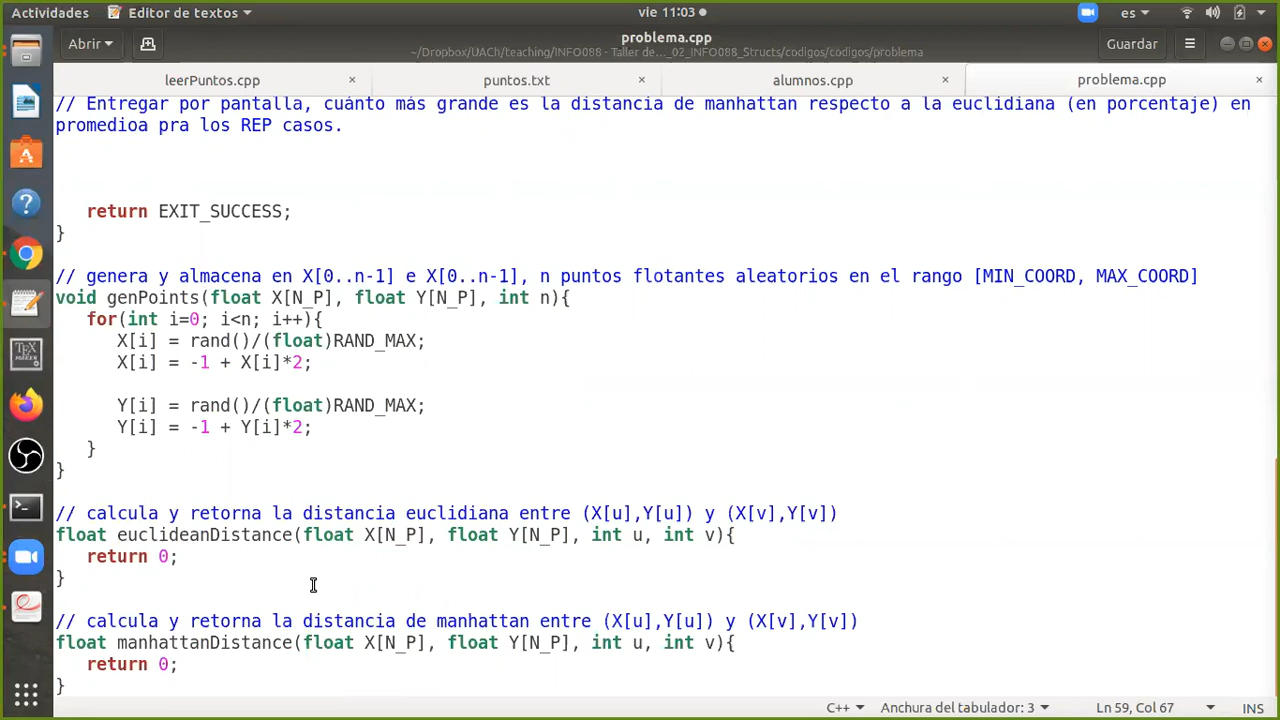 Actividades
Editor de textos
vie 11:03
es
Abrir
problema.cpp
~/Dropbox/UACh/teaching/INFO088 - Taller de..._02_INFO088_Structs/codigos/codigos/problema
Guardar
leerPuntos.cpp
puntos.txt
alumnos.cpp
problema.cpp
// Entregar por pantalla, cuánto más grande es la distancia de manhattan respecto a la euclidiana (en porcentaje) en
promedioa pra los REP casos.
return EXIT_SUCCESS;
}
// genera y almacena en X[0..n-1] e X[0..n-1], n puntos flotantes aleatorios en el rango [MIN_COORD, MAX_COORD]
void genPoints(float X[N_P], float Y[N_P], int n){
for(int i=0; i<n; i++){
X[i] = rand()/(float)RAND_MAX;
X[i] = -1 + X[i]*2;
Y[i] = rand()/(float)RAND_MAX;
Y[i] = -1 + Y[i]*2;
}
}
// calcula y retorna la distancia euclidiana entre (X[u],Y[u]) y (X[v],Y[v])
float euclideanDistance(float X[N_P], float Y[N_P], int u, int v){
return 0;
}
// calcula y retorna la distancia de manhattan entre (X[u],Y[u]) y (X[v],Y[v])
float manhattanDistance(float X[N_P], float Y[N_P], int u, int v){
return 0;
}
C++
Anchura del tabulador: 3
Ln 59, Col 67
INS